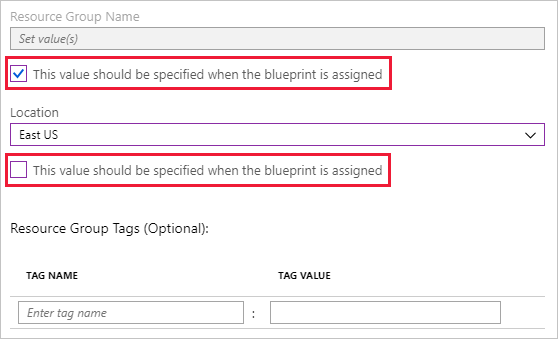 Resource Group Name
Set value(s)
This value should be specified when the blueprint is assigned
Location
East US
This value should be specified when the blueprint is assigned
Resource Group Tags (Optional):
TAG NAME TAG VALUE
Enter tag name :